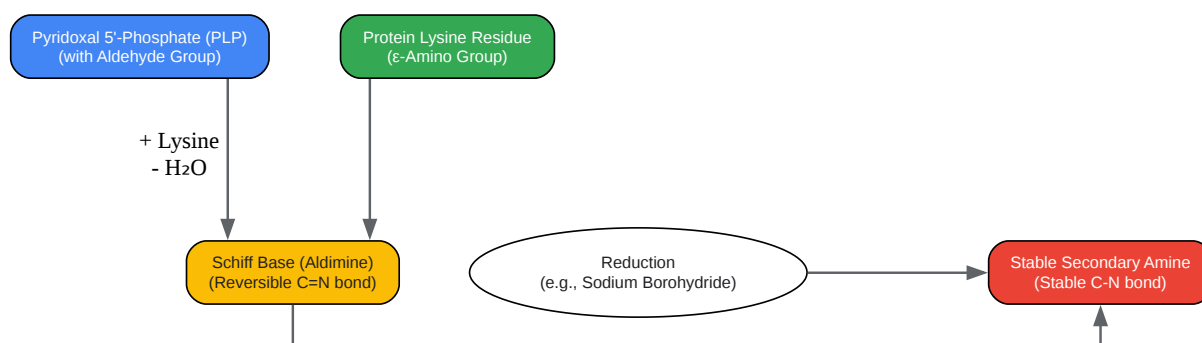 Pyridoxal 5'-Phosphate (PLP)
(with Aldehyde Group)
Protein Lysine Residue
(ε-Amino Group)
+ Lysine
- H₂O
Schiff Base (Aldimine)
(Reversible C=N bond)
Reduction
(e.g., Sodium Borohydride)
Stable Secondary Amine
(Stable C-N bond)